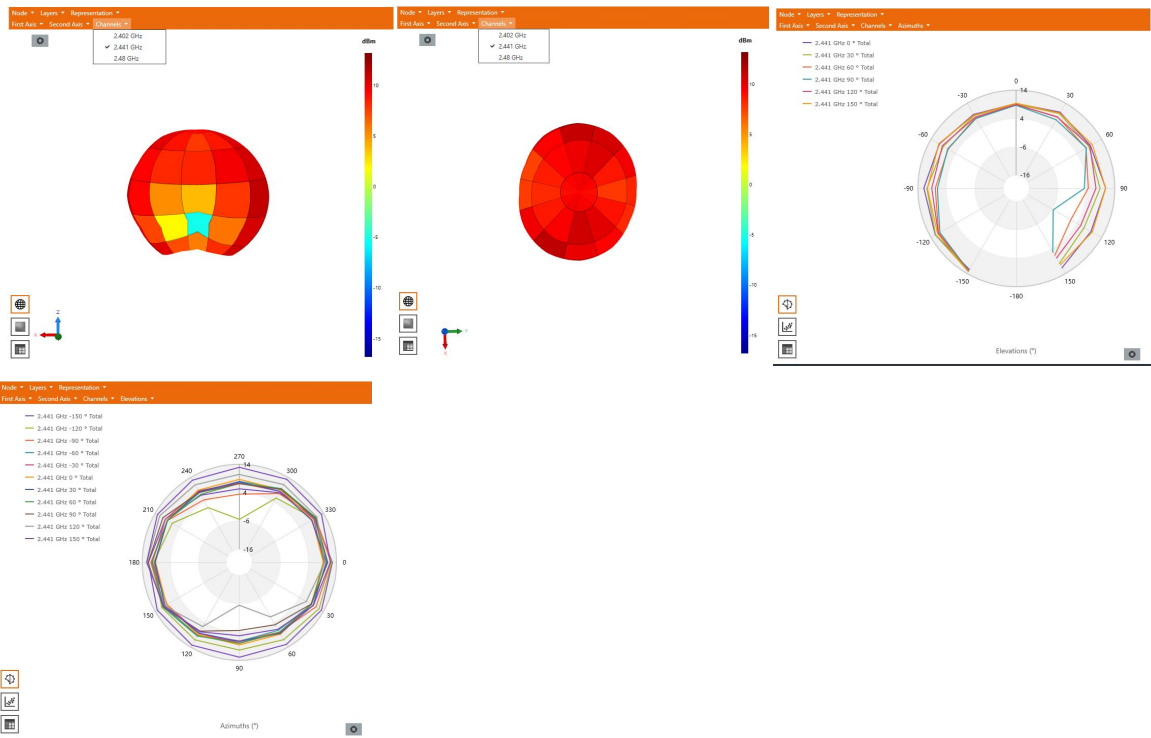 Node Layers Representation
First Axis Second Axis Channels
2.402 GHz
2.441 GHz
2.48 GHz
dBm
10
5
0
-5
-10
-15
Z
X
Node Layers Representation
First Axis Second Axis Channels
2.402 GHz
2.441 GHz
2.48 GHz
dBm
10
5
0
-5
-10
-15
Y
X
Node Layers Representation
First Axis Second Axis Channels Azimuths
2.441 GHz 0 ° Total
2.441 GHz 30 ° Total
2.441 GHz 60 ° Total
2.441 GHz 90 ° Total
2.441 GHz 120 ° Total
2.441 GHz 150 ° Total
0
-30 14 30
4
-60 60
-6
-16
-90 90
-120 120
-150 150
-180
Elevations (°)
Node Layers Representation
First Axis Second Axis Channels Elevations
2.441 GHz -150 ° Total
2.441 GHz -120 ° Total
2.441 GHz -90 ° Total
2.441 GHz -60 ° Total
2.441 GHz -30 ° Total
2.441 GHz 0 ° Total
2.441 GHz 30 ° Total
2.441 GHz 60 ° Total
2.441 GHz 90 ° Total
2.441 GHz 120 ° Total
2.441 GHz 150 ° Total
270
14
240 300
4
210 330
-6
-16
180 0
150 30
120 60
90
Azimuths (°)